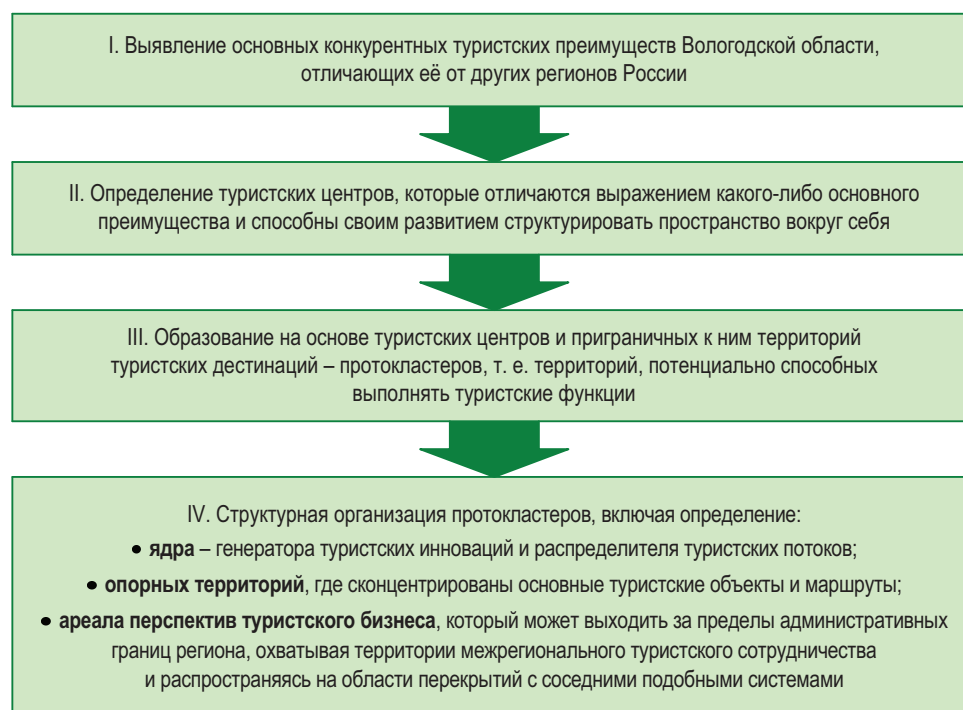 I. Выявление основных конкурентных туристских преимуществ Вологодской области,
отличающих её от других регионов России
II. Определение туристских центров, которые отличаются выражением какого-либо основного
преимущества и способны своим развитием структурировать пространство вокруг себя
III. Образование на основе туристских центров и приграничных к ним территорий
туристских дестинаций – протокластеров, т. е. территорий, потенциально способных
выполнять туристские функции
IV. Структурная организация протокластеров, включая определение:
• ядра – генератора туристских инноваций и распределителя туристских потоков;
• опорных территорий, где сконцентрированы основные туристские объекты и маршруты;
• ареала перспектив туристского бизнеса, который может выходить за пределы административных
границ региона, охватывая территории межрегионального туристского сотрудничества
и распространяясь на области перекрытий с соседними подобными системами